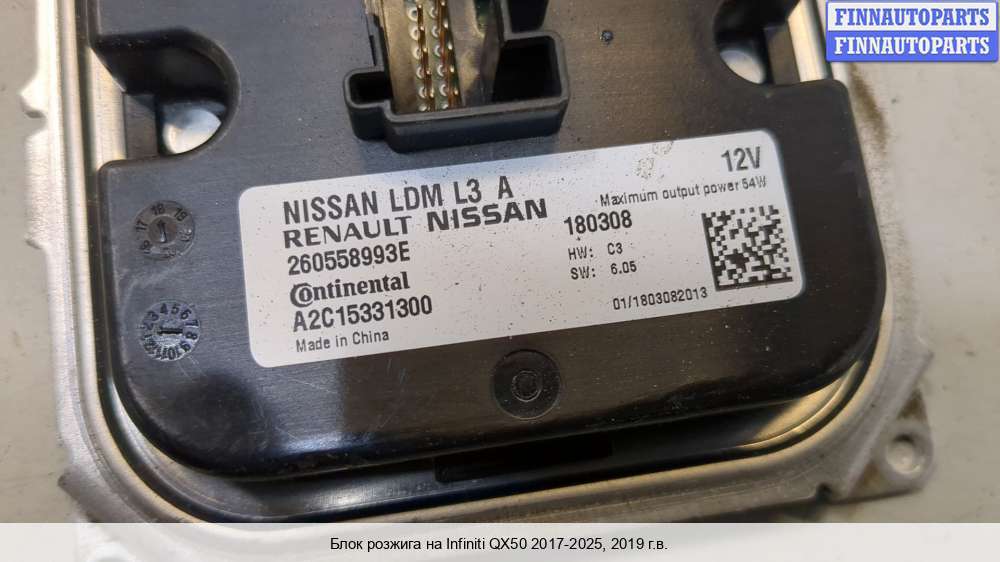 FINNAUTOPARTS
FINNAUTOPARTS
NISSAN LDM L3 A
12V
Maximum output power 54W
RENAULT NISSAN
180308
260558993E
HW: C3
SW: 6.05
Continental
A2C15331300
01/1803082013
Made in China
Блок розжига на Infiniti QX50 2017-2025, 2019 г.в.